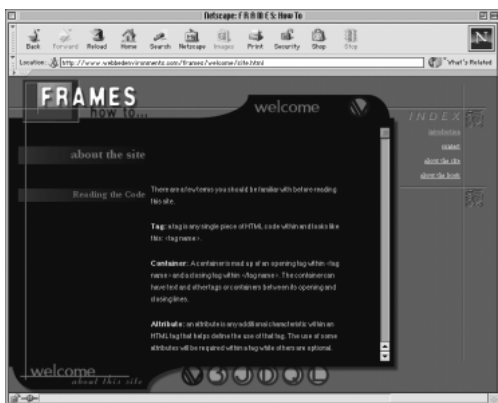 Netscape: F R A M E S: How To
Back Forward Reload Home Search Netscape Images Print Security Shop Stop
Location: http://www.webbedenvironments.com/frames/welcome/site.html What's Related
FRAMES
how to...
welcome
INDEX
introduction
contact
about the site
about the book
about the site
Reading the Code
There are a few terms you should be familiar with before reading
this site.
Tag: a tag is any single piece of HTML code within and looks like
this: <tag name>.
Container: A container is mad up of an opening tag within <tag
name> and a closing tag within </tag name>. The container can
have text and other tags or containers between its opening and
closing lines.
Attribute: an attribute is any additional characteristic within an
HTML tag that helps define the use of that tag. The use of some
attributes will be required within a tag while others are optional.
welcome
about this site